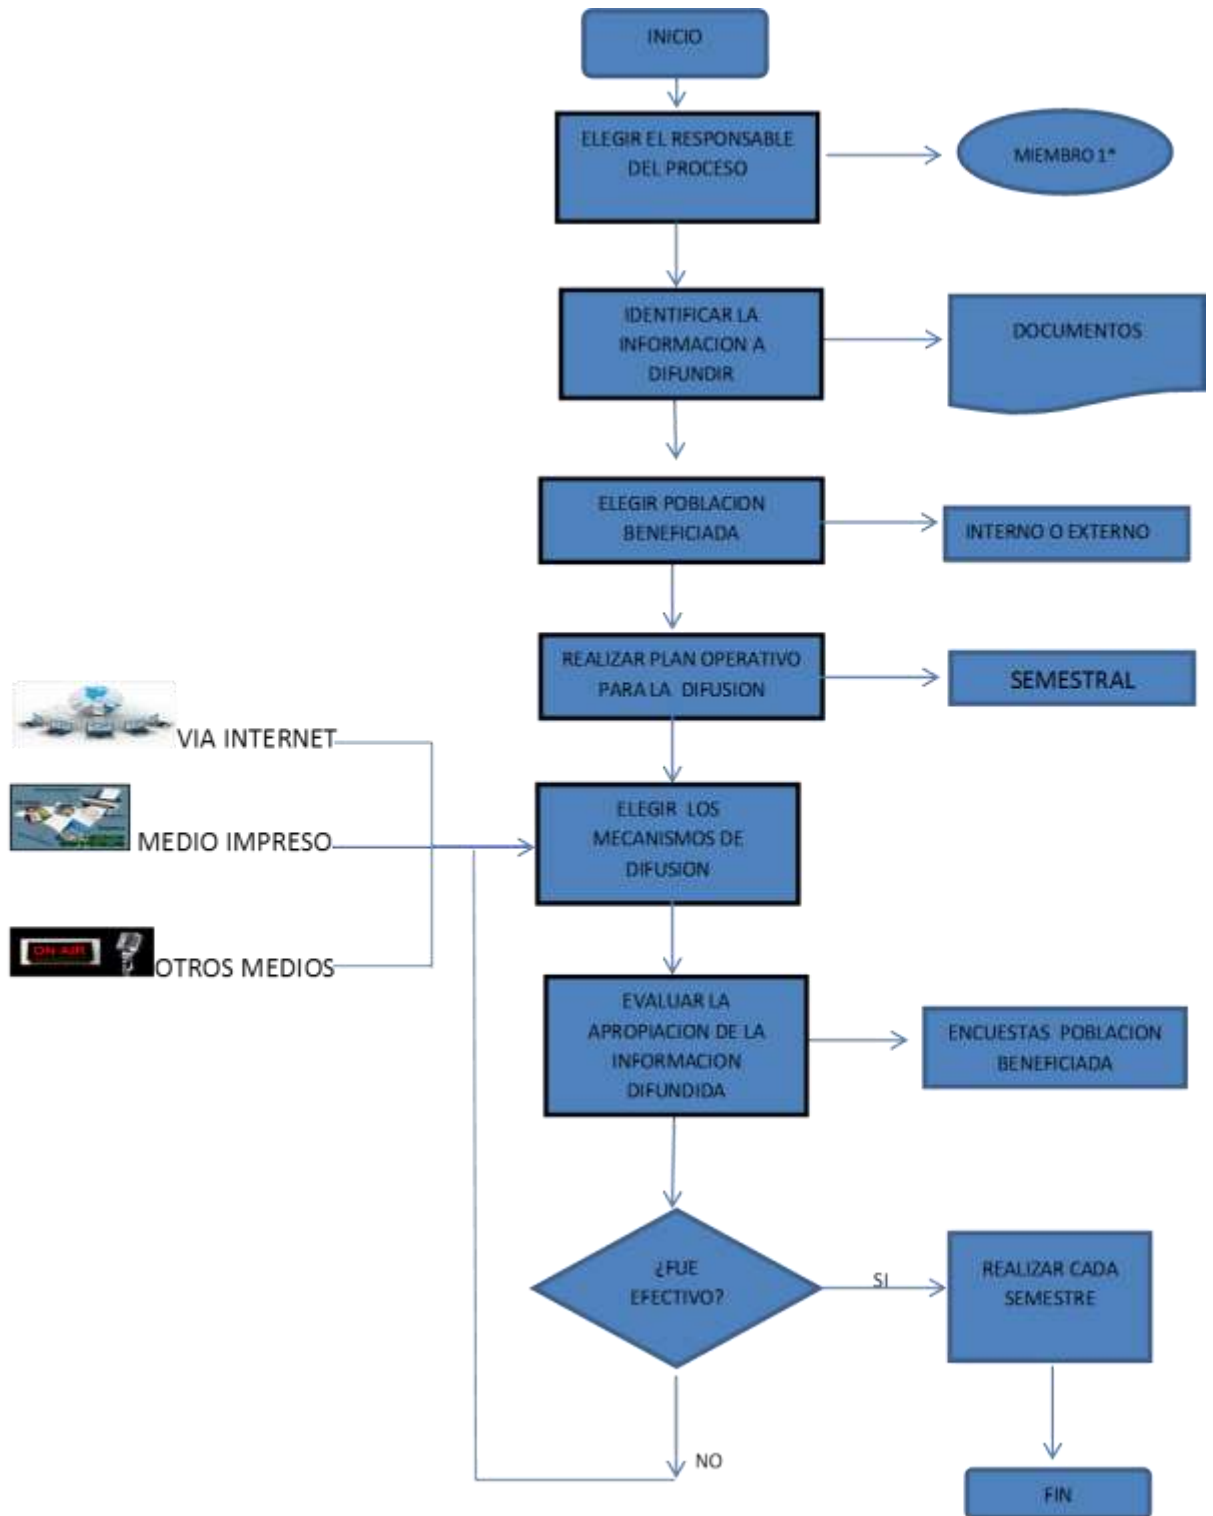 INICIO
ELEGIR EL RESPONSABLE
DEL PROCESO
MIEMBRO 1*
IDENTIFICAR LA
INFORMACION A
DIFUNDIR
DOCUMENTOS
ELEGIR POBLACION
BENEFICIADA
INTERNO O EXTERNO
REALIZAR PLAN OPERATIVO
PARA LA DIFUSION
SEMESTRAL
VIA INTERNET
MEDIO IMPRESO
ELEGIR LOS
MECANISMOS DE
DIFUSION
ON AIR
OTROS MEDIOS
EVALUAR LA
APROPIACION DE LA
INFORMACION
DIFUNDIDA
ENCUESTAS POBLACION
BENEFICIADA
¿FUE
EFECTIVO?
SI
REALIZAR CADA
SEMESTRE
NO
FIN